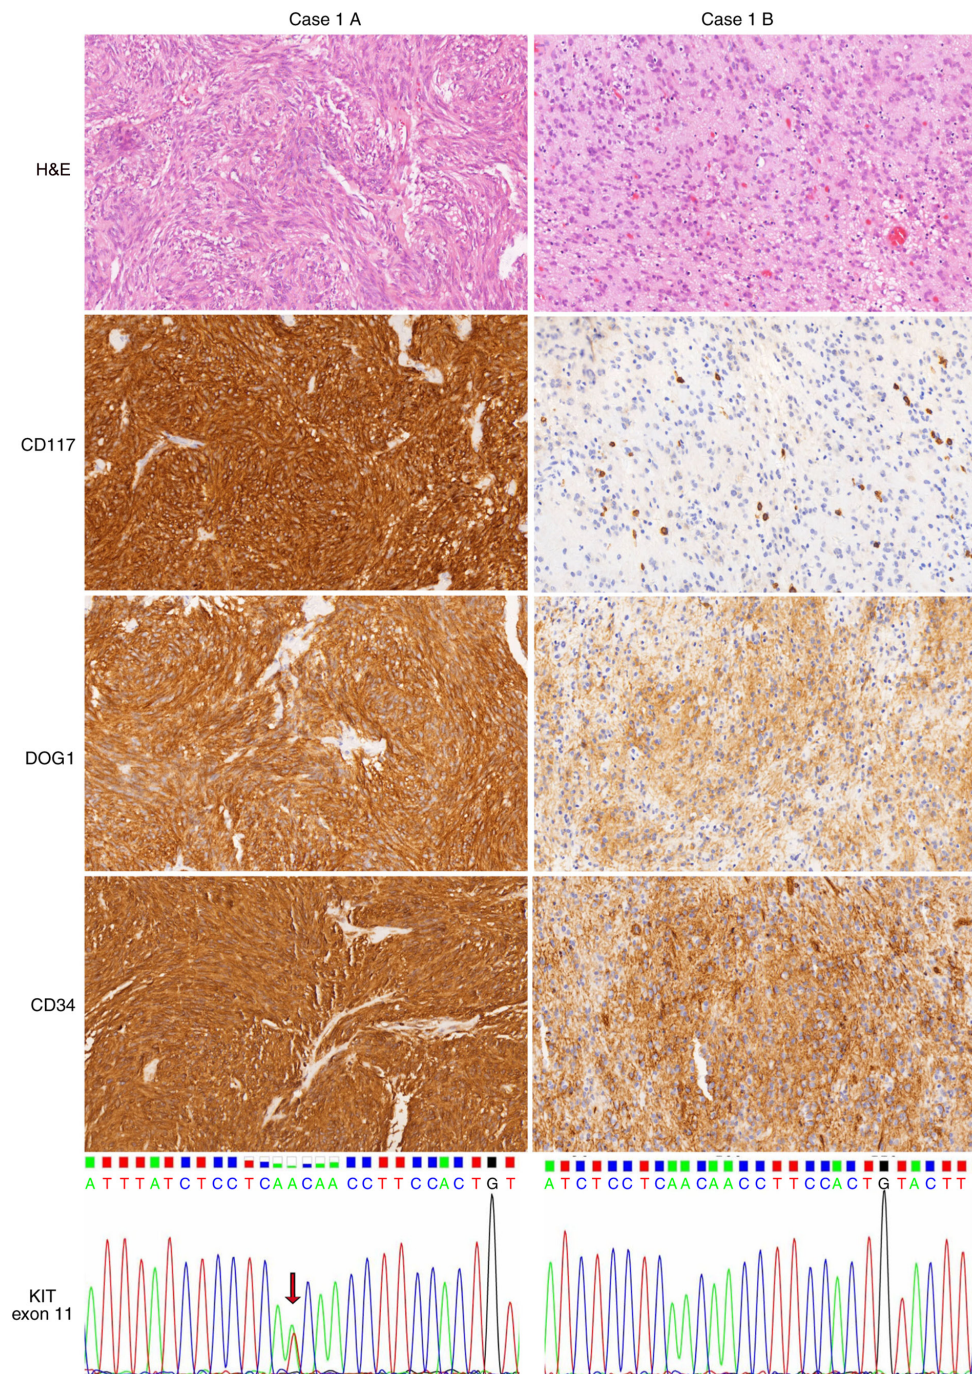 Case 1 A
Case 1 B
H&E
CD117
DOG1
CD34
A T T T A T C T C C T C A A C A A C C T T C C A C T G T
A T C T C C T C A A C A A C C T T C C A C T G T A C T T
KIT
exon 11